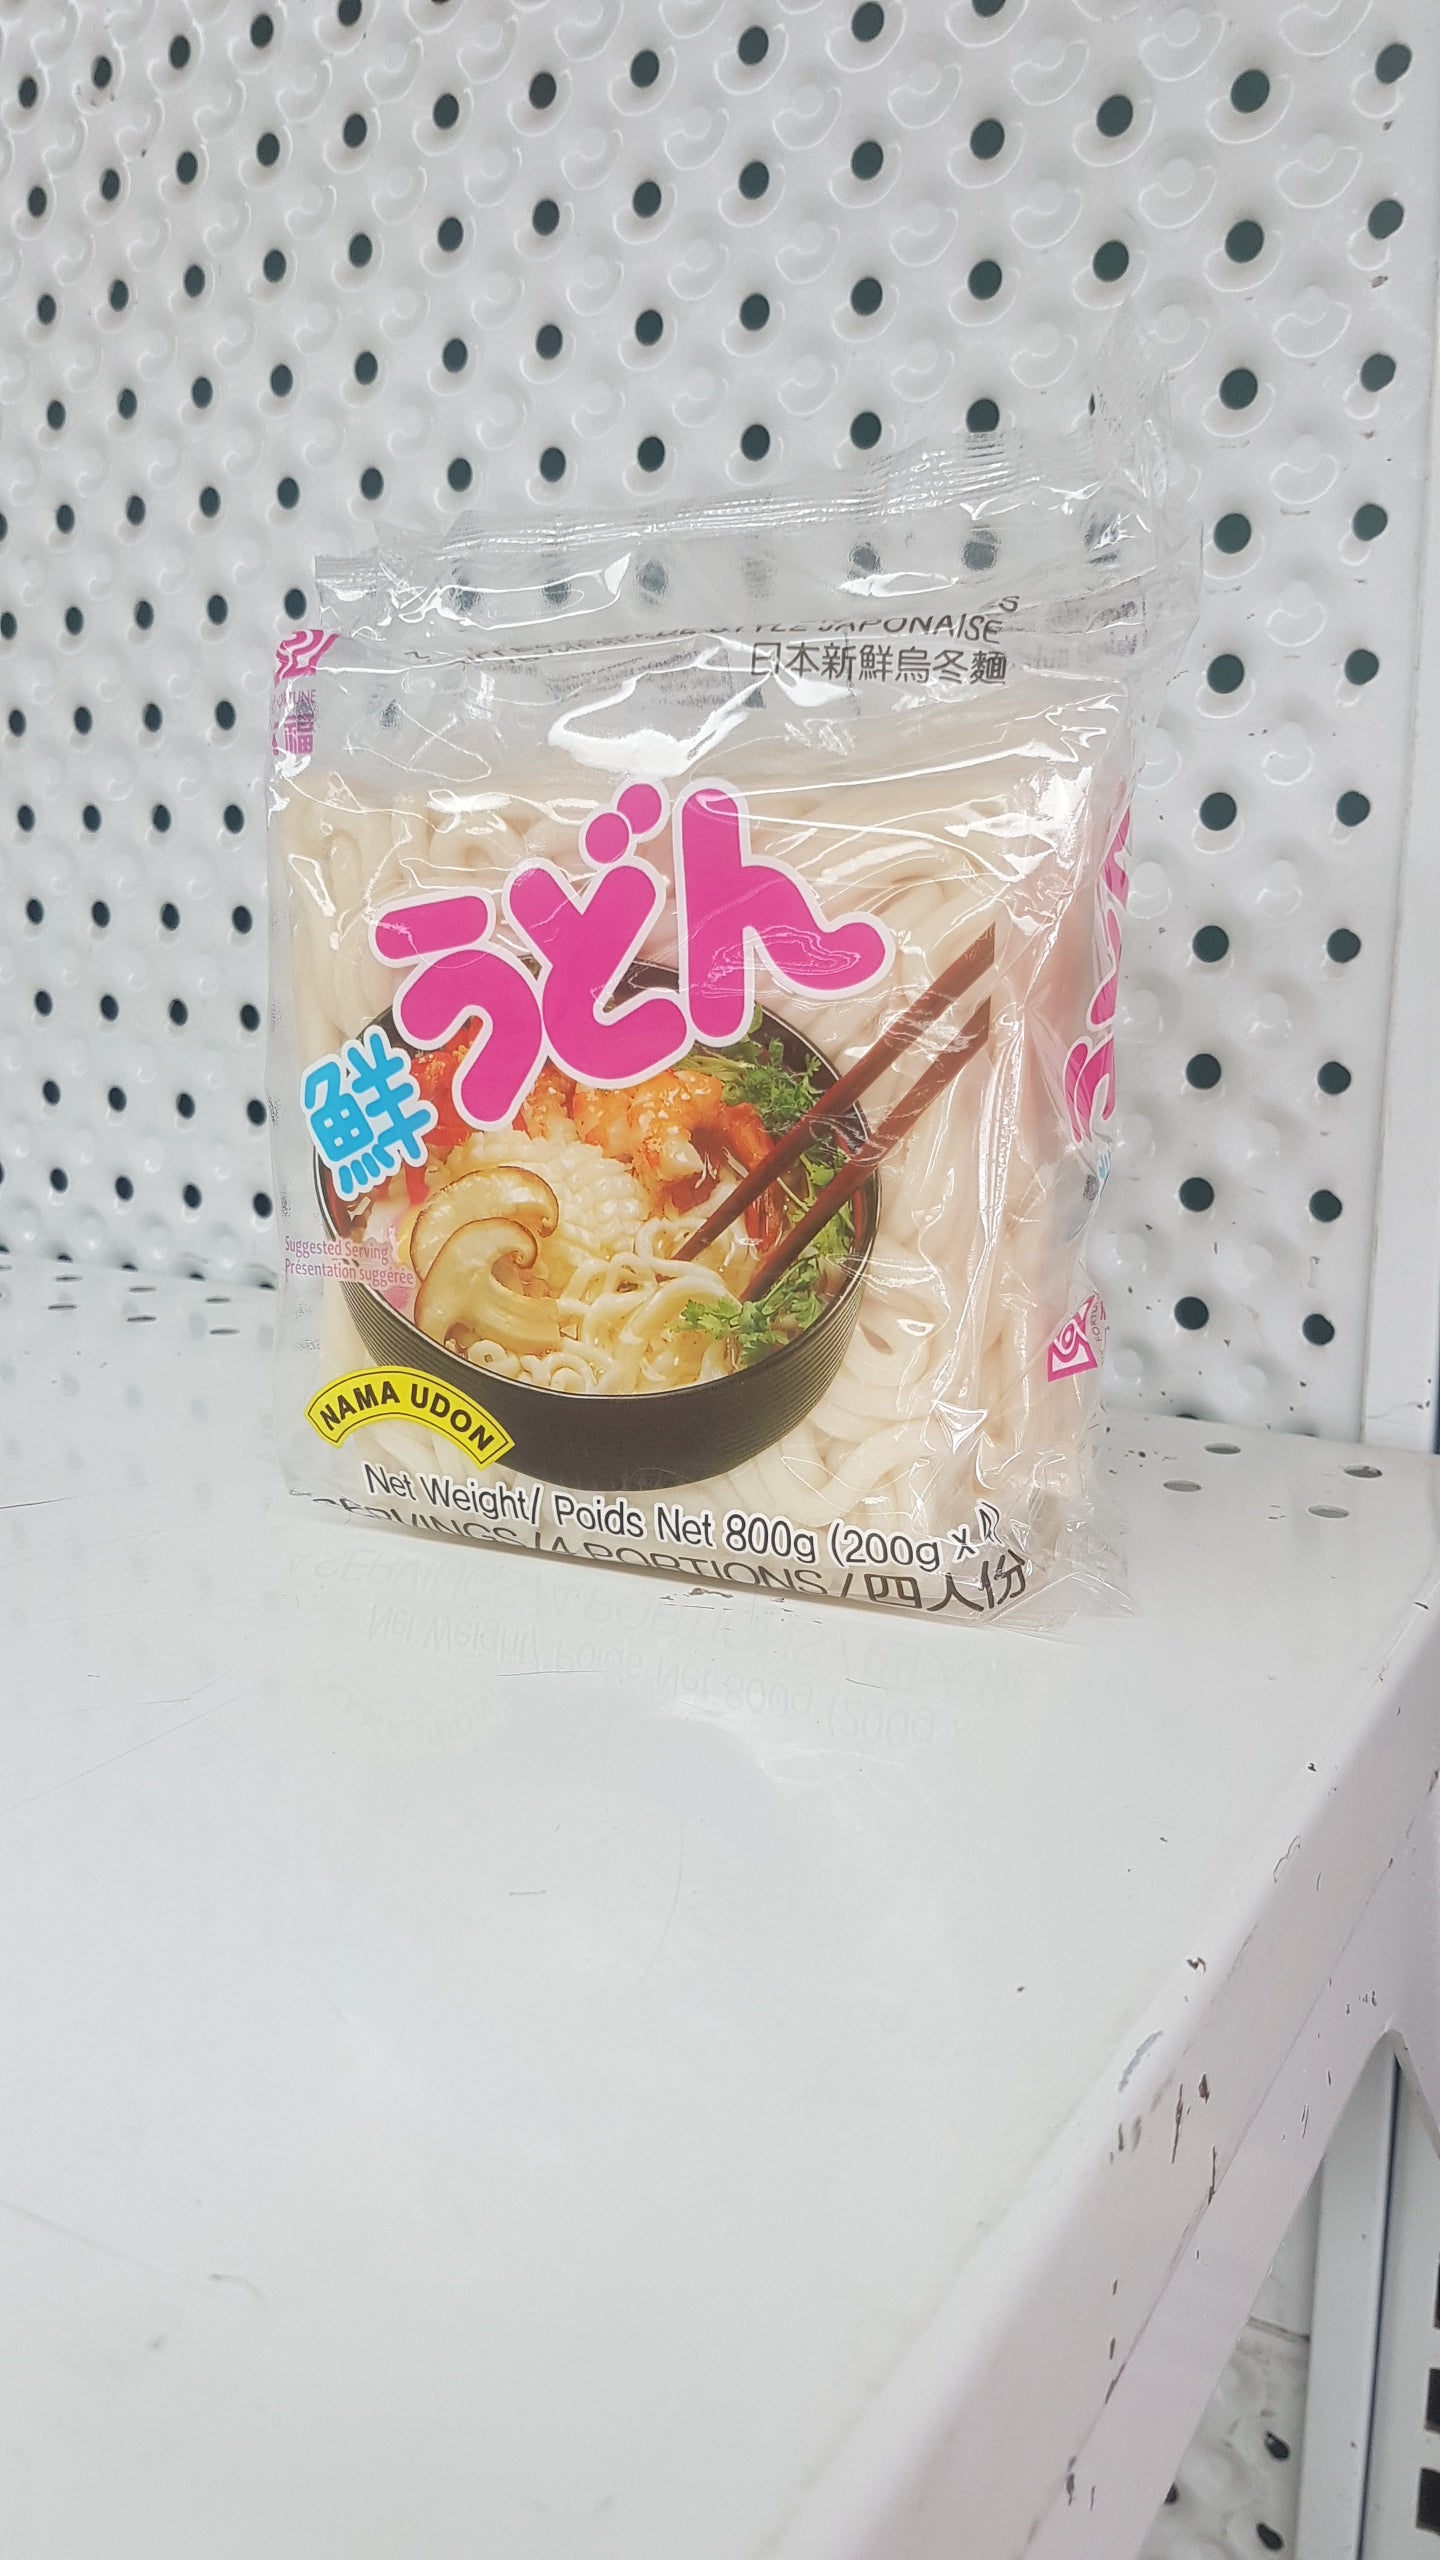 STYLE JAPONAISE
日本新鮮烏冬麵
うどん
鮮
Suggested Serving
Présentation suggérée
NAMA UDON
Net Weight/ Poids Net 800g (200g x 4)
SERVINGS / 4 PORTIONS / 四人份